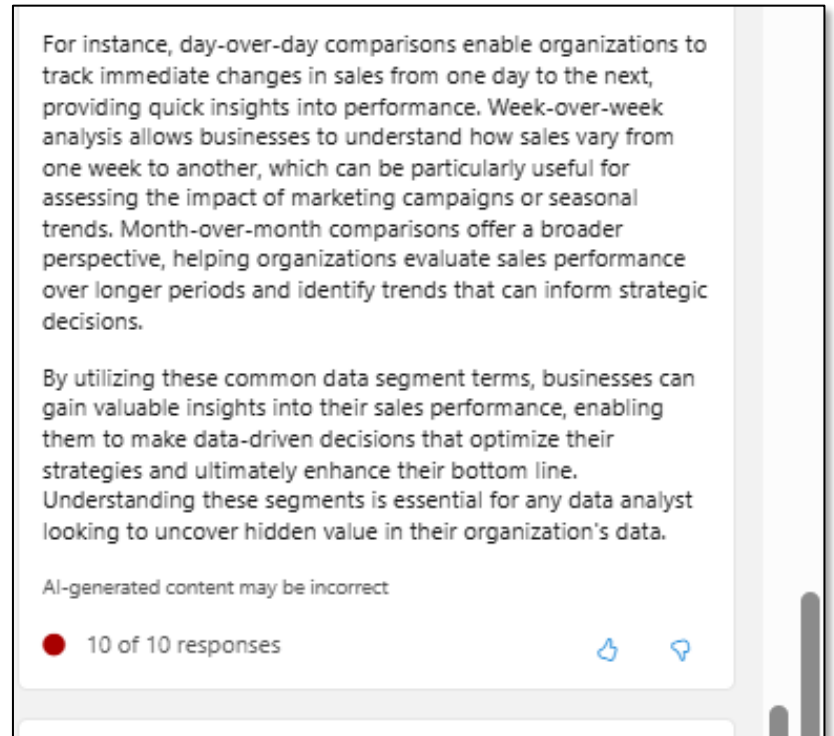 For instance, day-over-day comparisons enable organizations to
track immediate changes in sales from one day to the next,
providing quick insights into performance. Week-over-week
analysis allows businesses to understand how sales vary from
one week to another, which can be particularly useful for
assessing the impact of marketing campaigns or seasonal
trends. Month-over-month comparisons offer a broader
perspective, helping organizations evaluate sales performance
over longer periods and identify trends that can inform strategic
decisions.
By utilizing these common data segment terms, businesses can
gain valuable insights into their sales performance, enabling
them to make data-driven decisions that optimize their
strategies and ultimately enhance their bottom line.
Understanding these segments is essential for any data analyst
looking to uncover hidden value in their organization's data.
AI-generated content may be incorrect
10 of 10 responses